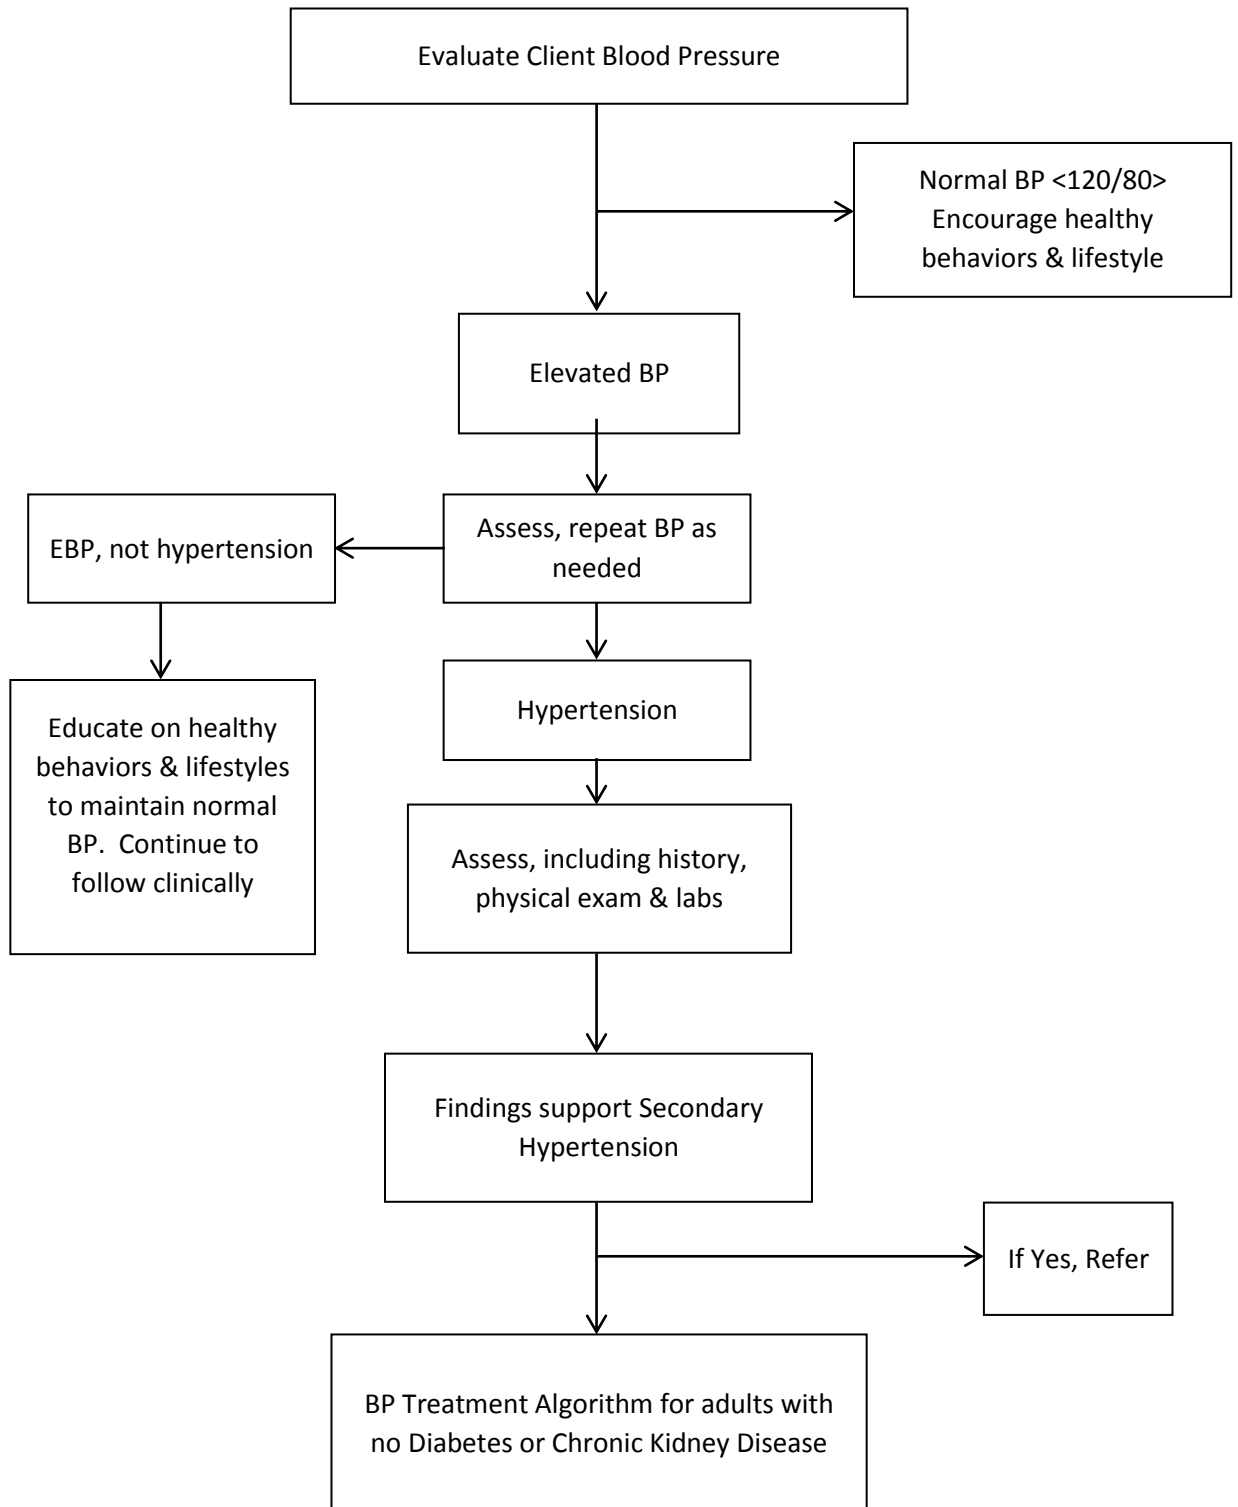 Evaluate Client Blood Pressure
Normal BP <120/80>
Encourage healthy
behaviors & lifestyle
Elevated BP
EBP, not hypertension
Assess, repeat BP as
needed
Educate on healthy
behaviors & lifestyles
to maintain normal
BP.  Continue to
follow clinically
Hypertension
Assess, including history,
physical exam & labs
Findings support Secondary
Hypertension
If Yes, Refer
BP Treatment Algorithm for adults with
no Diabetes or Chronic Kidney Disease